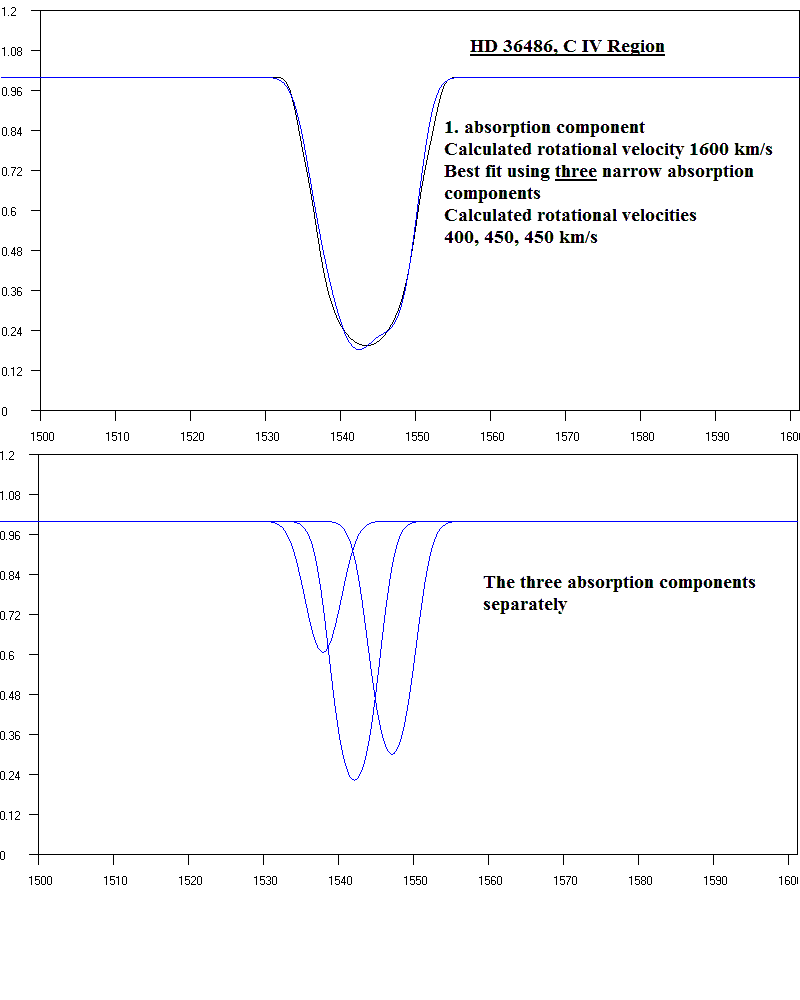 1.2
HD 36486, C IV Region
1.08
0.96
1. absorption component
0.84
Calculated rotational velocity 1600 km/s
0.72
Best fit using three narrow absorption
components
0.6
Calculated rotational velocities
400, 450, 450 km/s
0.48
0.36
0.24
0.12
0
1500 1510 1520 1530 1540 1550 1560 1570 1580 1590 160
1.2
1.08
0.96
0.84
The three absorption components
separately
0.72
0.6
0.48
0.36
0.24
0.12
0
1500 1510 1520 1530 1540 1550 1560 1570 1580 1590 160